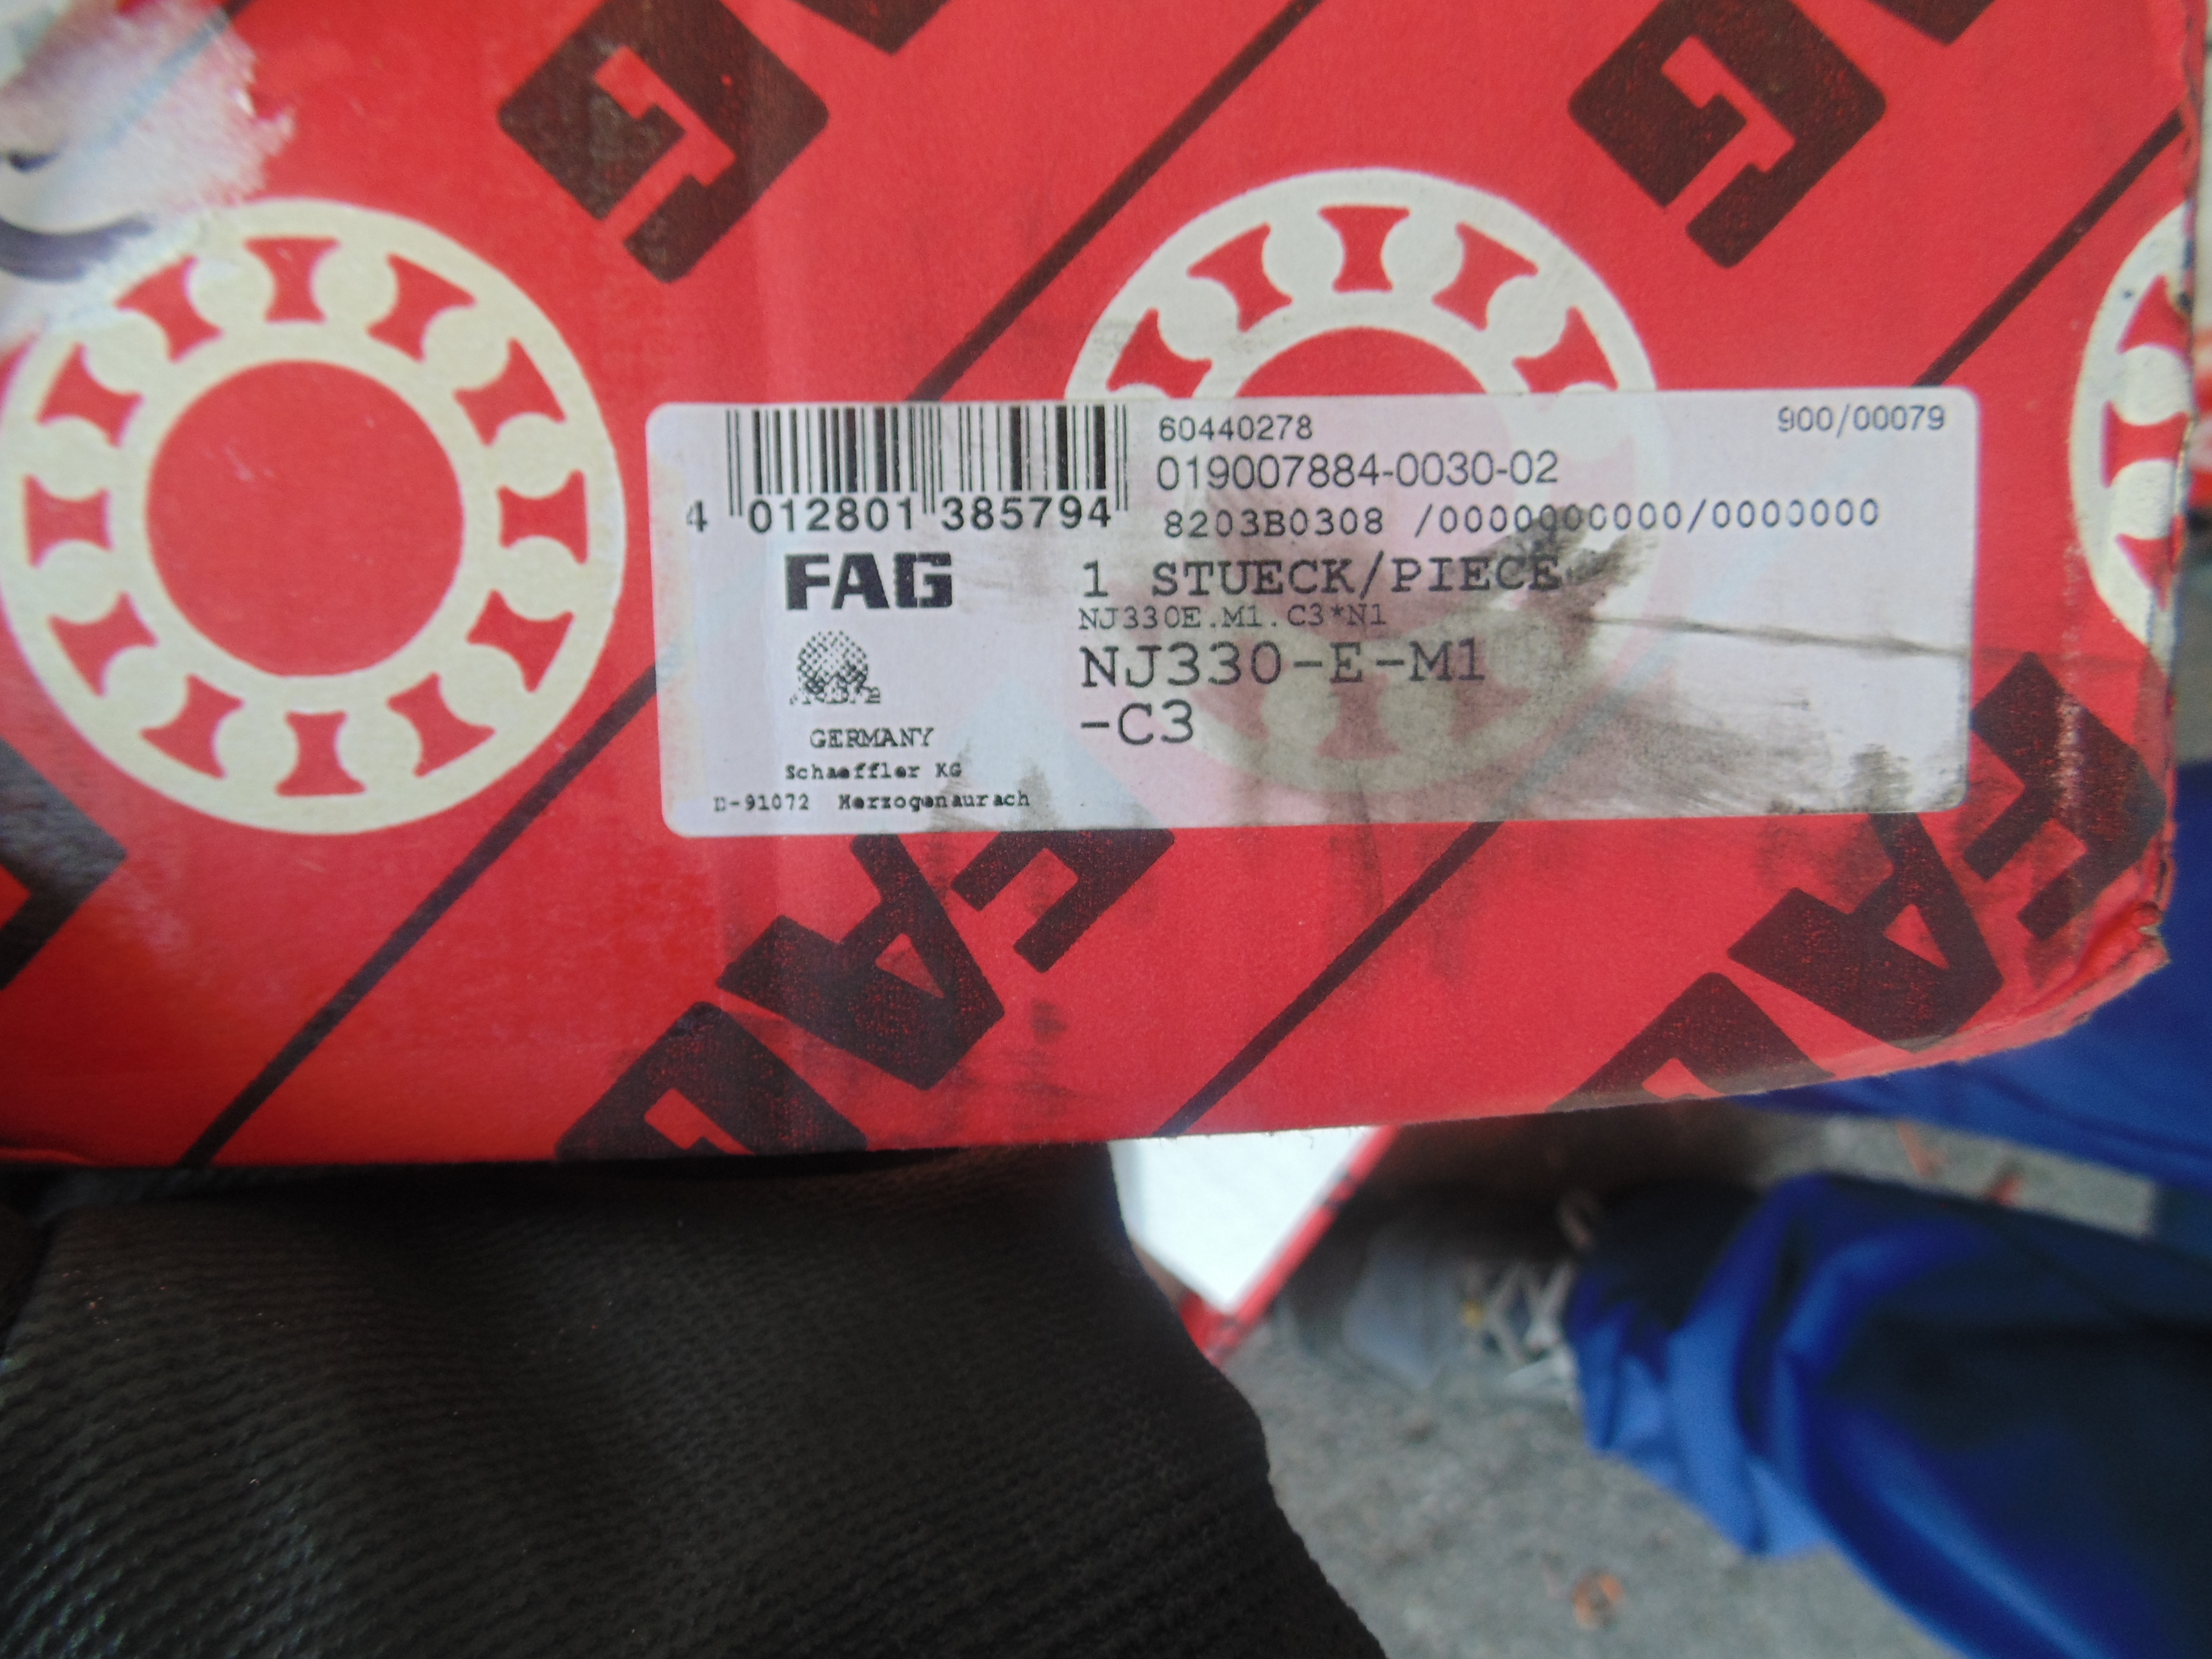 60440278
900/00079
019007884-0030-02
4 012801 385794
8203B0308 /0000000000/0000000
FAG
1 STUECK/PIECE
NJ330E.M1.C3*N1
NJ330-E-M1
-C3
GERMANY
Schaeffler KG
D-91072 Herzogenaurach
FAG
FAG